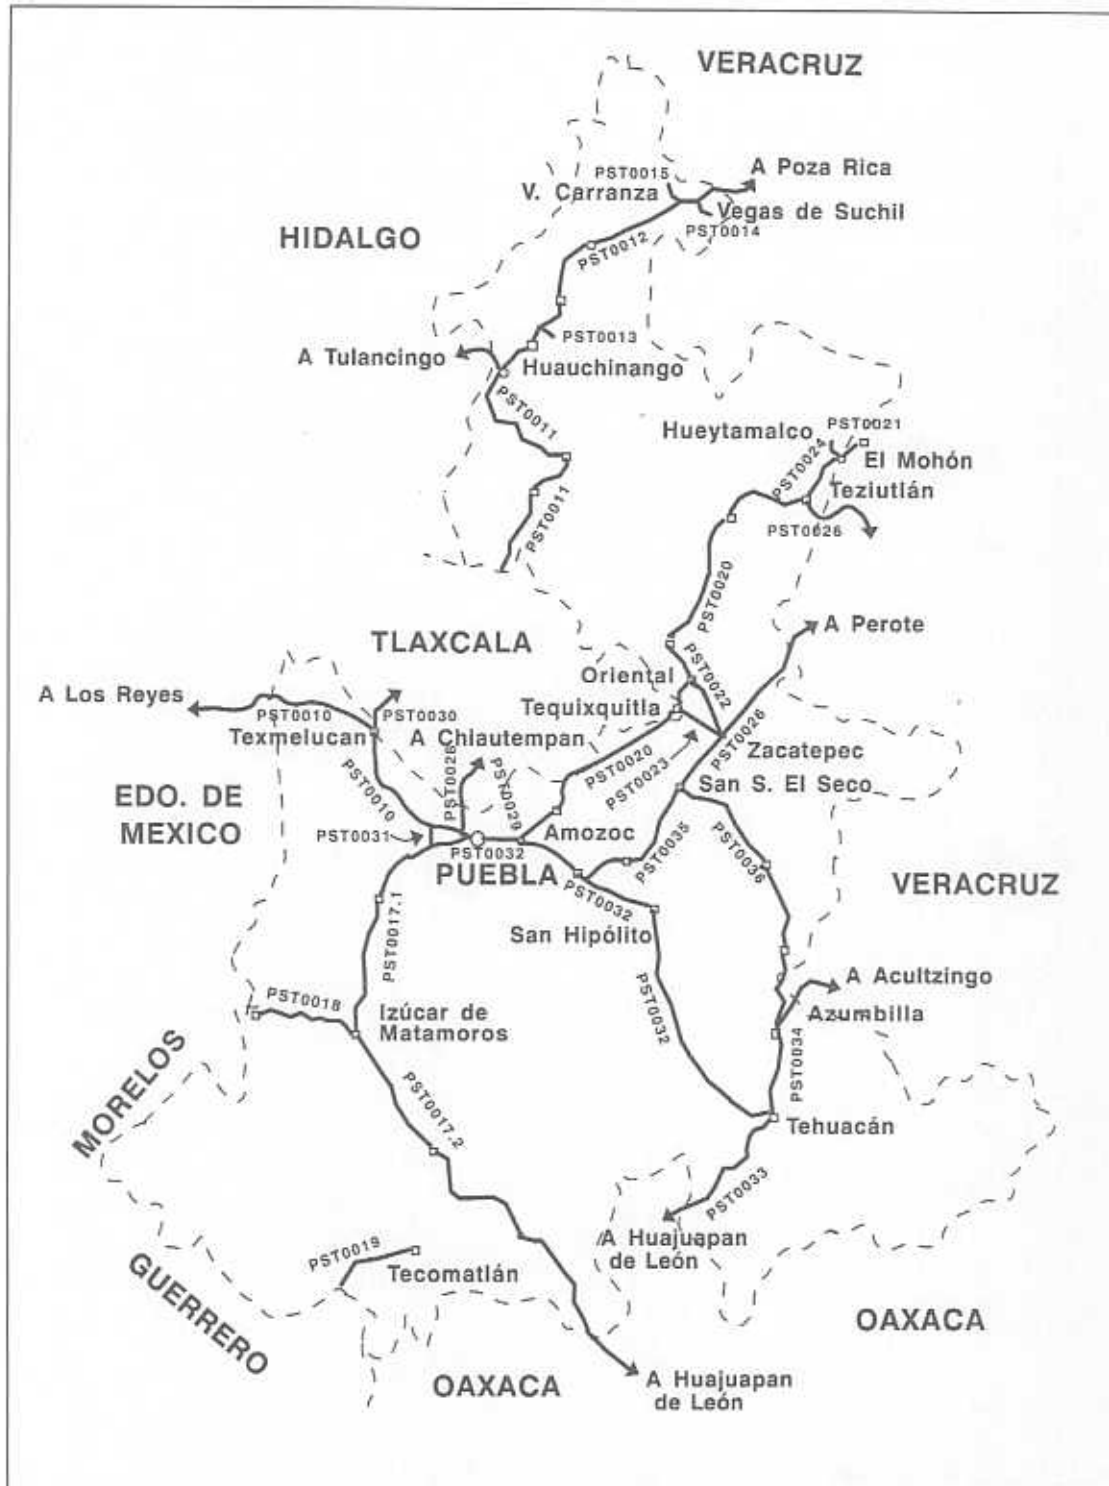 VERACRUZ
PST0015
A Poza Rica
V. Carranza
Vegas de Suchil
PST0014
HIDALGO
PST0012
PST0013
A Tulancingo
Huauchinango
PST0011
Hueytamalco
PST0021
PST0024
El Mohón
Teziutlán
PST0011
PST0026
PST0020
A Perote
TLAXCALA
Oriental
PST0022
A Los Reyes
PST0010
PST0030
Tequixquitla
Texmelucan
A Chiautempan
PST0026
Zacatepec
PST0028
PST0029
PST0020
PST0023
San S. El Seco
EDO. DE
MEXICO
PST0010
PST0031
Amozoc
PST0032
PST0035
PST0036
PUEBLA
PST0032
VERACRUZ
PST0017.1
San Hipólito
A Acultzingo
PST0018
Izúcar de
Matamoros
PST0032
Azumbilla
PST0034
MORELOS
PST0017.2
Tehuacán
PST0033
A Huajuapan
de León
PST0019
Tecomatlán
GUERRERO
OAXACA
OAXACA
A Huajuapan
de León